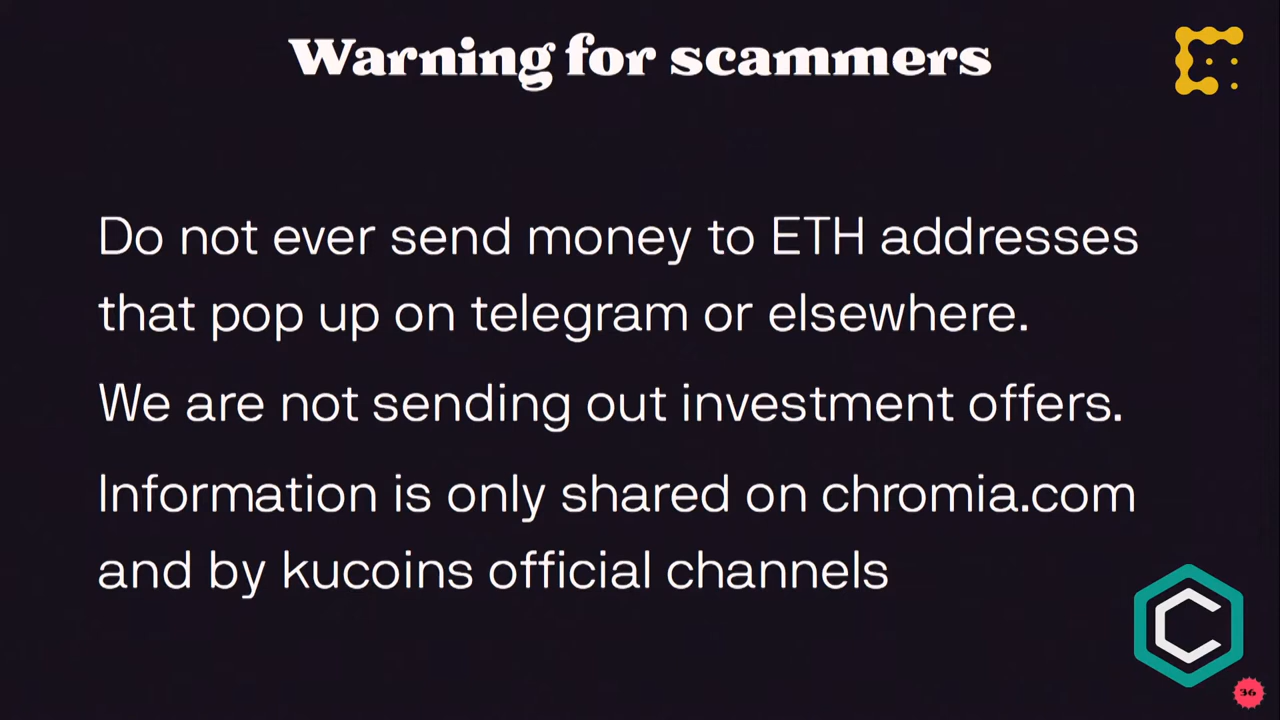 Warning for scammers
Do not ever send money to ETH addresses
that pop up on telegram or elsewhere.
We are not sending out investment offers.
Information is only shared on chromia.com
and by kucoins official channels
36